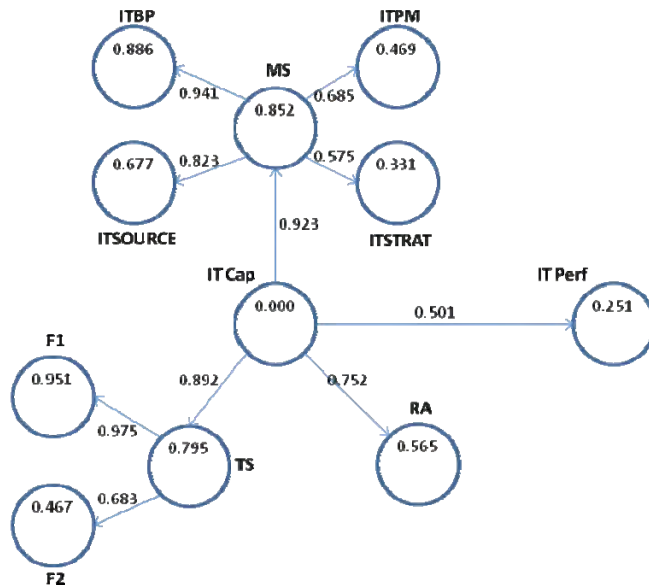 ITBP
ITPM
0.886
MS
0.469
0.941
0.685
0.852
0.677
0.823
0.575
0.331
ITSOURCE
ITSTRAT
0.923
IT Cap
IT Perf
0.000
0.501
0.251
F1
0.951
0.892
0.752
RA
0.975
0.795
TS
0.565
0.467
0.683
F2